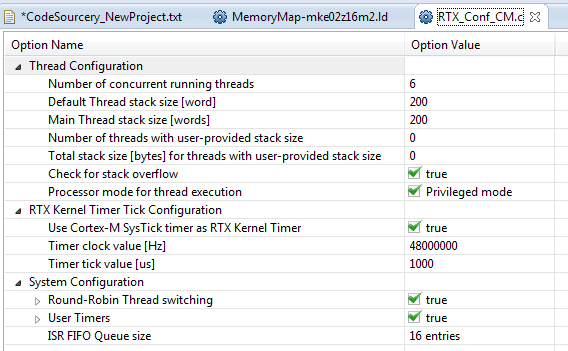 *CodeSourcery_NewProject.txt MemoryMap-mke02z16m2.ld RTX_Conf_CM.c
Option Name Option Value
Thread Configuration
Number of concurrent running threads 6
Default Thread stack size [word] 200
Main Thread stack size [words] 200
Number of threads with user-provided stack size 0
Total stack size [bytes] for threads with user-provided stack size 0
Check for stack overflow true
Processor mode for thread execution Privileged mode
RTX Kernel Timer Tick Configuration
Use Cortex-M SysTick timer as RTX Kernel Timer true
Timer clock value [Hz] 48000000
Timer tick value [us] 1000
System Configuration
Round-Robin Thread switching true
User Timers true
ISR FIFO Queue size 16 entries